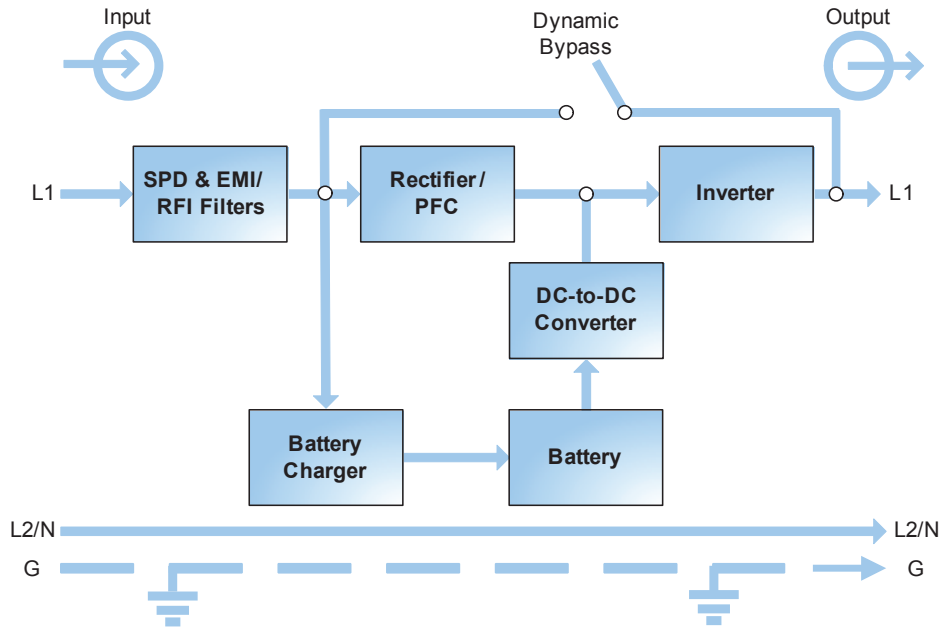 Input
Dynamic
Bypass
Output
L1
SPD & EMI/
RFI Filters
Rectifier/
PFC
Inverter
L1
DC-to-DC
Converter
Battery
Charger
Battery
L2/N
L2/N
G
G